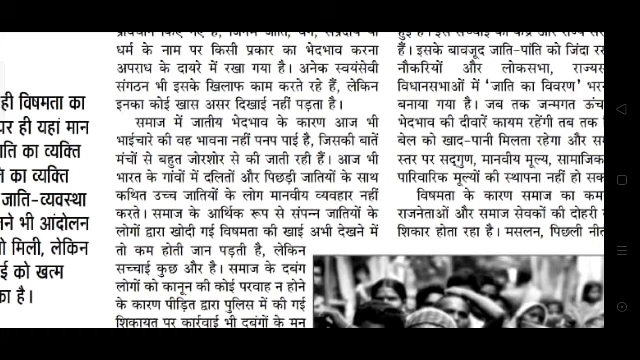 ही विषमता का
पर ही यहां मान
जाति का व्यक्ति
का व्यक्ति
जाति-व्यवस्था
भी आंदोलन
मिली, लेकिन
को खत्म
है।
धर्म के नाम पर किसी प्रकार का भेदभाव करना
अपराध के दायरे में रखा गया है। अनेक स्वयंसेवी
संगठन भी इसके खिलाफ काम करते रहे हैं, लेकिन
इनका कोई खास असर दिखाई नहीं पड़ता है।
समाज में जातीय भेदभाव के कारण आज भी
भाईचारे की वह भावना नहीं पनप पाई है, जिसकी बातें
मंचों से बहुत जोरशोर से की जाती रही हैं। आज भी
भारत के गांवों में दलितों और पिछड़ी जातियों के साथ
कथित उच्च जातियों के लोग मानवीय व्यवहार नहीं
करते। समाज के आर्थिक रूप से संपन्न जातियों के
लोगों द्वारा खोदी गई विषमता की खाई अभी देखने में
तो कम होती जान पड़ती है, लेकिन
सच्चाई कुछ और है। समाज के दबंग
लोगों को कानून की कोई परवाह न होने
के कारण पीड़ित द्वारा पुलिस में की गई
शिकायत पर कार्रवाई भी दबंगों के मन
हैं। इसके बावजूद जाति-पांति को जिंदा
नौकरियों और लोकसभा,
विधानसभाओं में 'जाति का विवरण'
बनाया गया है। जब तक जन्मगत
भेदभाव की दीवारें कायम रहेंगी तब तक
बेल को खाद-पानी मिलता रहेगा और
स्तर पर सद्गुण, मानवीय मूल्य, सामाजिक
पारिवारिक मूल्यों की स्थापना नहीं हो
विषमता के कारण समाज का
राजनेताओं और समाज सेवकों की दोहरी
शिकार होता रहा है। मसलन, पिछली